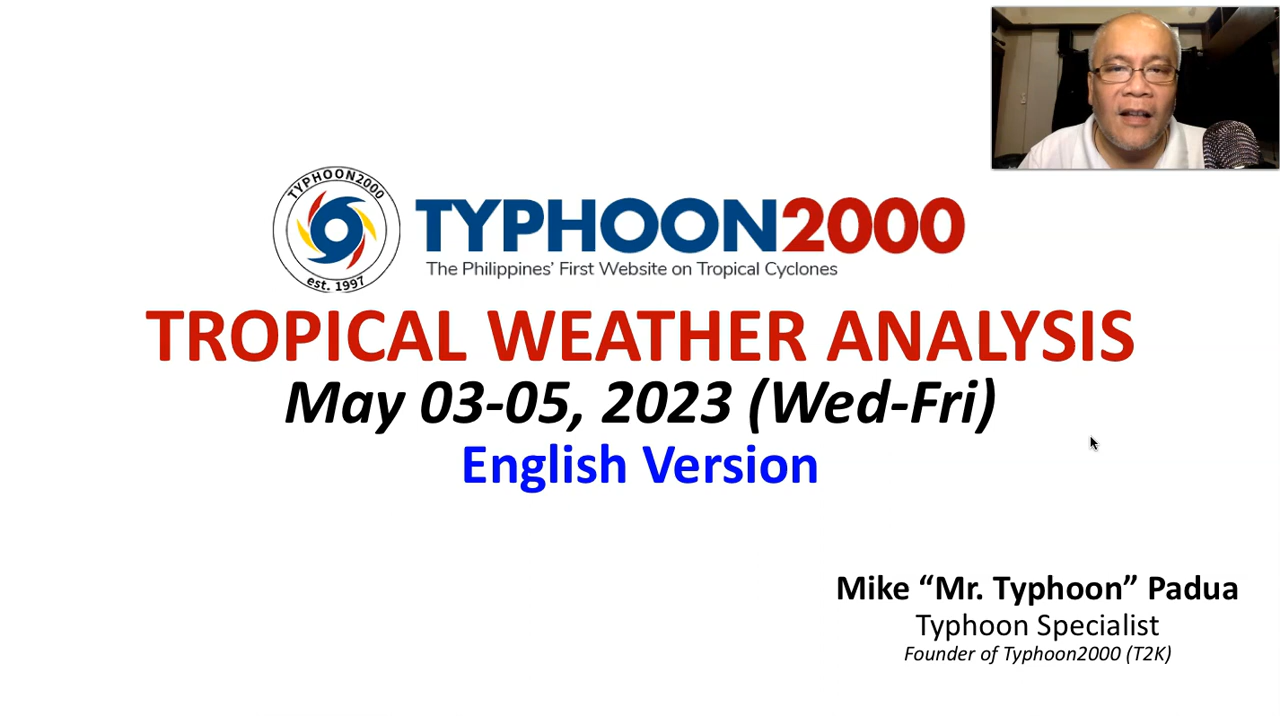 TYPHOON2000
est. 1997
TYPHOON2000
The Philippines' First Website on Tropical Cyclones
TROPICAL WEATHER ANALYSIS
May 03-05, 2023 (Wed-Fri)
English Version
Mike “Mr. Typhoon” Padua
Typhoon Specialist
Founder of Typhoon2000 (T2K)